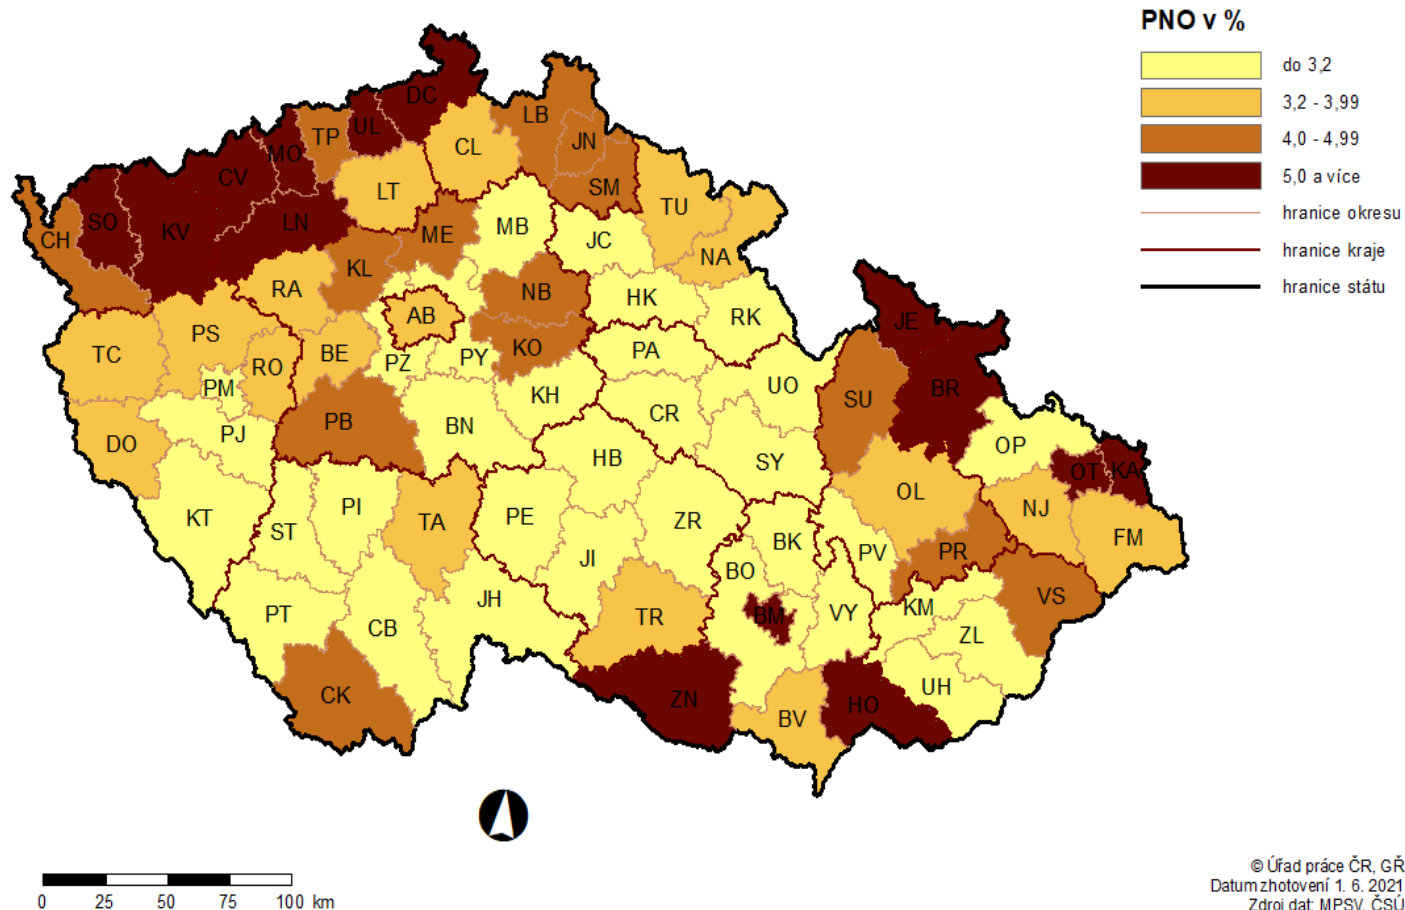 PNO v %
do 3,2
3,2 - 3,99
4,0 - 4,99
5,0 a více
hranice okresu
hranice kraje
hranice státu
DC
LB
UL
TP
JN
MO
CL
CV
LT
SM
SO
LN
TU
KV
ME
MB
CH
JC
NA
KL
RA
NB
HK
AB
RK
JE
PS
BE
KO
PA
TC
RO
PZ
PY
PM
KH
UO
BR
SU
PB
CR
BN
PJ
DO
OP
HB
SY
OT
KA
OL
PI
KT
ST
TA
PE
ZR
NJ
FM
BK
PV
PR
JI
BO
VS
JH
KM
PT
CB
TR
BM
VY
ZL
CK
ZN
UH
HO
BV
0 25 50 75 100 km
© Úřad práce ČR, GŘ
Datum zhotovení 1. 6. 2021
Zdroj dat: MPSV, ČSÚ